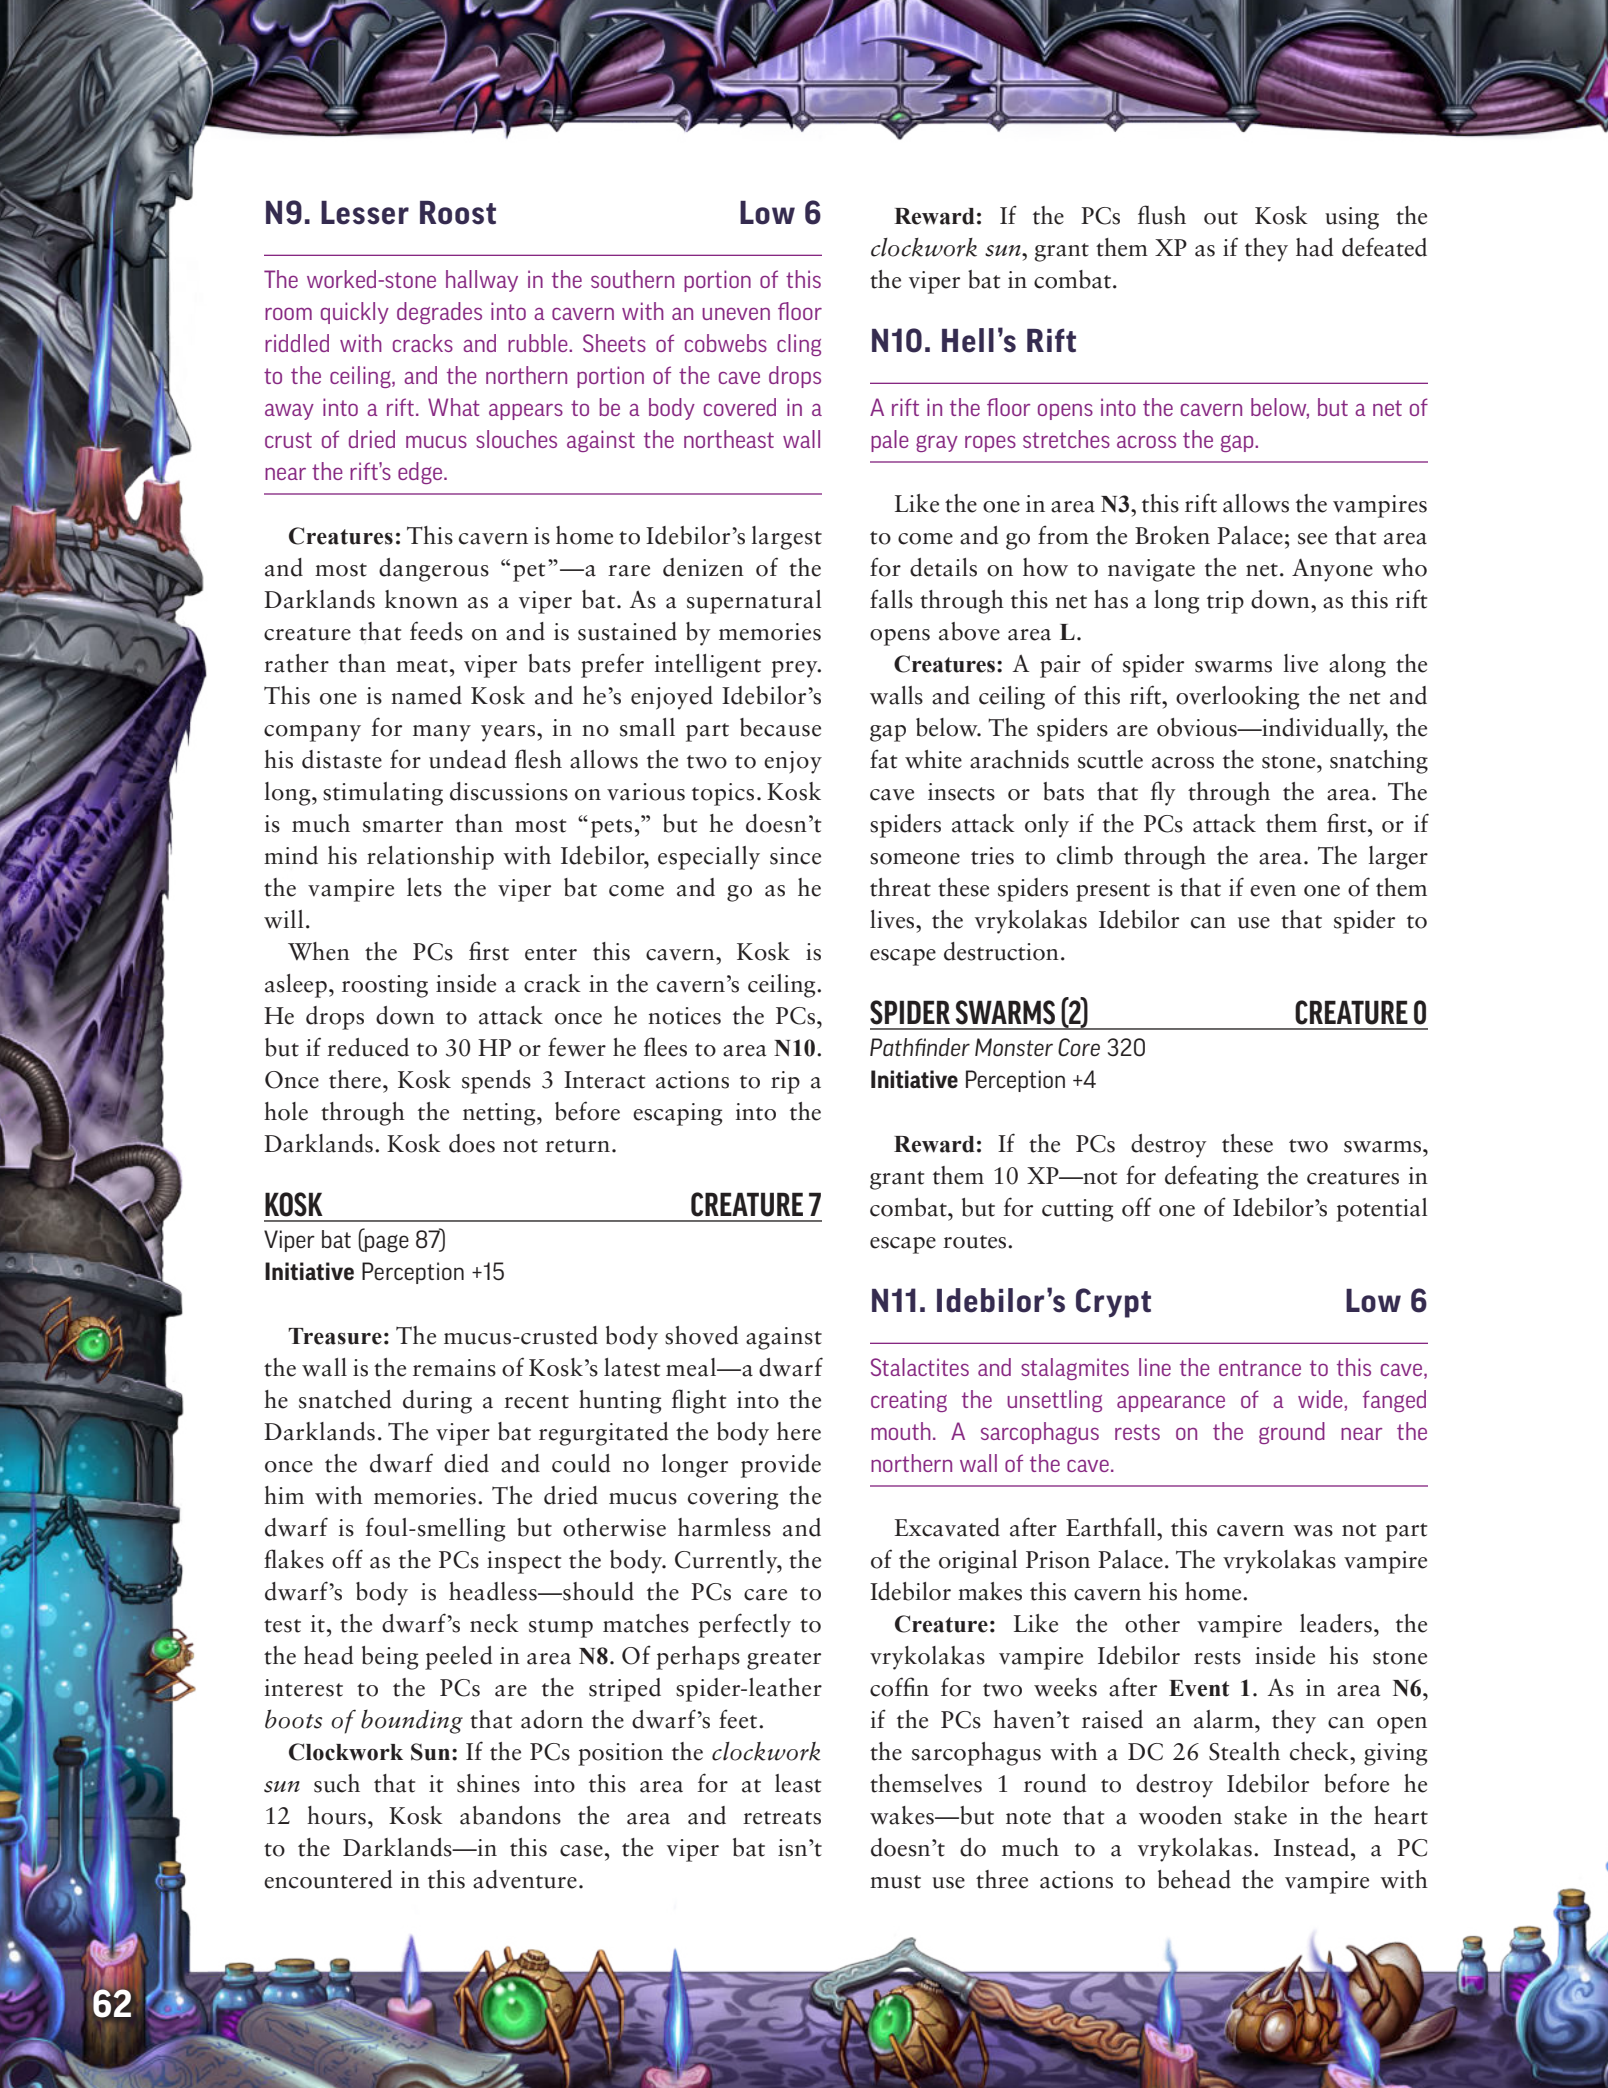 N9. Lesser Roost Low 6
The worked-stone hallway in the southern portion of this
room quickly degrades into a cavern with an uneven floor
riddled with cracks and rubble. Sheets of cobwebs cling
to the ceiling, and the northern portion of the cave drops
away into a rift. What appears to be a body covered in a
crust of dried mucus slouches against the northeast wall
near the rift’s edge.
Creatures: This cavern is home to Idebilor’s largest
and most dangerous “pet”—a rare denizen of the
Darklands known as a viper bat. As a supernatural
creature that feeds on and is sustained by memories
rather than meat, viper bats prefer intelligent prey.
This one is named Kosk and he’s enjoyed Idebilor’s
company for many years, in no small part because
his distaste for undead flesh allows the two to enjoy
long, stimulating discussions on various topics. Kosk
is much smarter than most “pets,” but he doesn’t
mind his relationship with Idebilor, especially since
the vampire lets the viper bat come and go as he
will.
When the PCs first enter this cavern, Kosk is
asleep, roosting inside a crack in the cavern’s ceiling.
He drops down to attack once he notices the PCs,
but if reduced to 30 HP or fewer he flees to area N10.
Once there, Kosk spends 3 Interact actions to rip a
hole through the netting, before escaping into the
Darklands. Kosk does not return.
KOSK CREATURE 7
Viper bat (page 87)
Initiative Perception +15
Treasure: The mucus-crusted body shoved against
the wall is the remains of Kosk’s latest meal—a dwarf
he snatched during a recent hunting flight into the
Darklands. The viper bat regurgitated the body here
once the dwarf died and could no longer provide
him with memories. The dried mucus covering the
dwarf is foul-smelling but otherwise harmless and
flakes off as the PCs inspect the body. Currently, the
dwarf’s body is headless—should the PCs care to
test it, the dwarf’s neck stump matches perfectly to
the head being peeled in area N8. Of perhaps greater
interest to the PCs are the striped spider-leather
boots of bounding that adorn the dwarf’s feet.
Clockwork Sun: If the PCs position the clockwork
sun such that it shines into this area for at least
12 hours, Kosk abandons the area and retreats
to the Darklands—in this case, the viper bat isn’t
encountered in this adventure.
Reward: If the PCs flush out Kosk using the
clockwork sun, grant them XP as if they had defeated
the viper bat in combat.
N10. Hell’s Rift
A rift in the floor opens into the cavern below, but a net of
pale gray ropes stretches across the gap.
Like the one in area N3, this rift allows the vampires
to come and go from the Broken Palace; see that area
for details on how to navigate the net. Anyone who
falls through this net has a long trip down, as this rift
opens above area L.
Creatures: A pair of spider swarms live along the
walls and ceiling of this rift, overlooking the net and
gap below. The spiders are obvious—individually, the
fat white arachnids scuttle across the stone, snatching
cave insects or bats that fly through the area. The
spiders attack only if the PCs attack them first, or if
someone tries to climb through the area. The larger
threat these spiders present is that if even one of them
lives, the vrykolakas Idebilor can use that spider to
escape destruction.
SPIDER SWARMS (2) CREATURE 0
Pathfinder Monster Core 320
Initiative Perception +4
Reward: If the PCs destroy these two swarms,
grant them 10 XP—not for defeating the creatures in
combat, but for cutting off one of Idebilor’s potential
escape routes.
N11. Idebilor’s Crypt Low 6
Stalactites and stalagmites line the entrance to this cave,
creating the unsettling appearance of a wide, fanged
mouth. A sarcophagus rests on the ground near the
northern wall of the cave.
Excavated after Earthfall, this cavern was not part
of the original Prison Palace. The vrykolakas vampire
Idebilor makes this cavern his home.
Creature: Like the other vampire leaders, the
vrykolakas vampire Idebilor rests inside his stone
coffin for two weeks after Event 1. As in area N6,
if the PCs haven’t raised an alarm, they can open
the sarcophagus with a DC 26 Stealth check, giving
themselves 1 round to destroy Idebilor before he
wakes—but note that a wooden stake in the heart
doesn’t do much to a vrykolakas. Instead, a PC
must use three actions to behead the vampire with
62